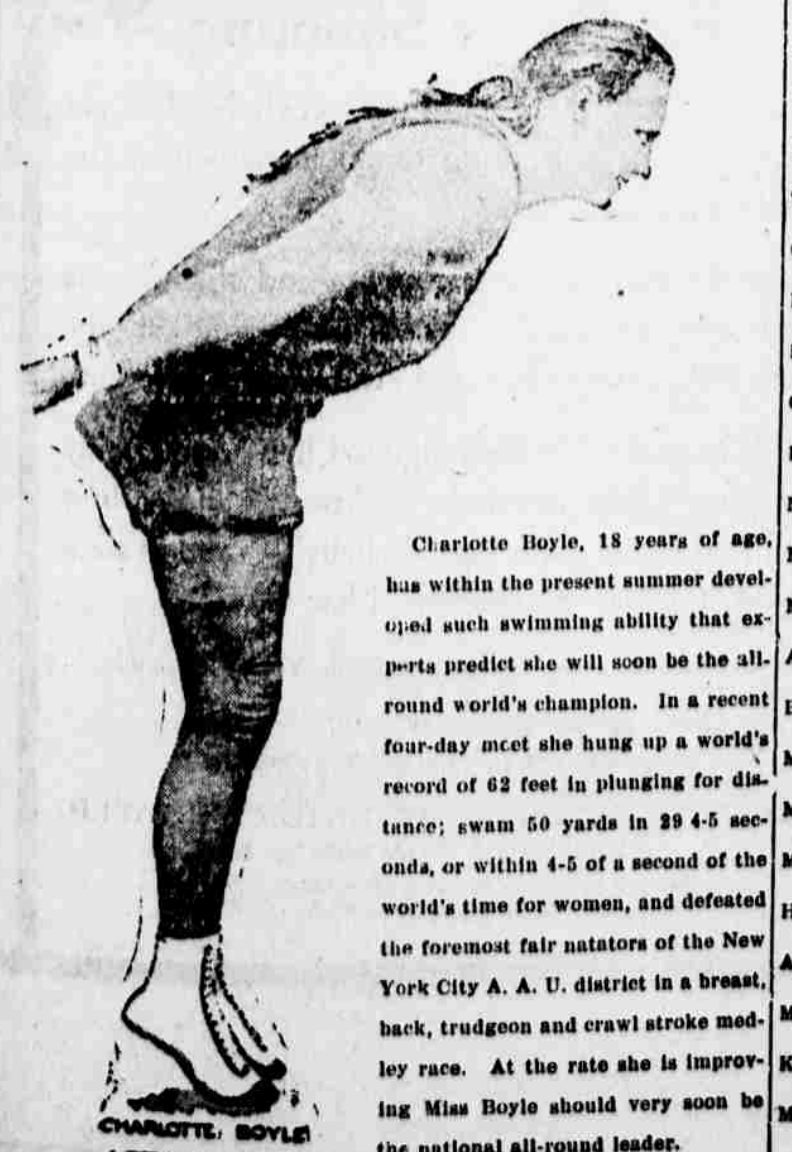 Charlotte Boyle, 18 years of age,
has within the present summer devel-
oped such swimming ability that ex-
perts predict she will soon be the all-
round world's champion. In a recent
four-day meet she hung up a world's
record of 62 feet in plunging for dis-
tance; swam 50 yards in 29 4-5 sec-
onds, or within 4-5 of a second of the
world's time for women, and defeated
the foremost fair natators of the New
York City A. A. U. district in a breast,
back, trudgeon and crawl stroke med-
ley race. At the rate she is improv-
ing Miss Boyle should very soon be
the national all-round leader.
CHARLOTTE BOYLE